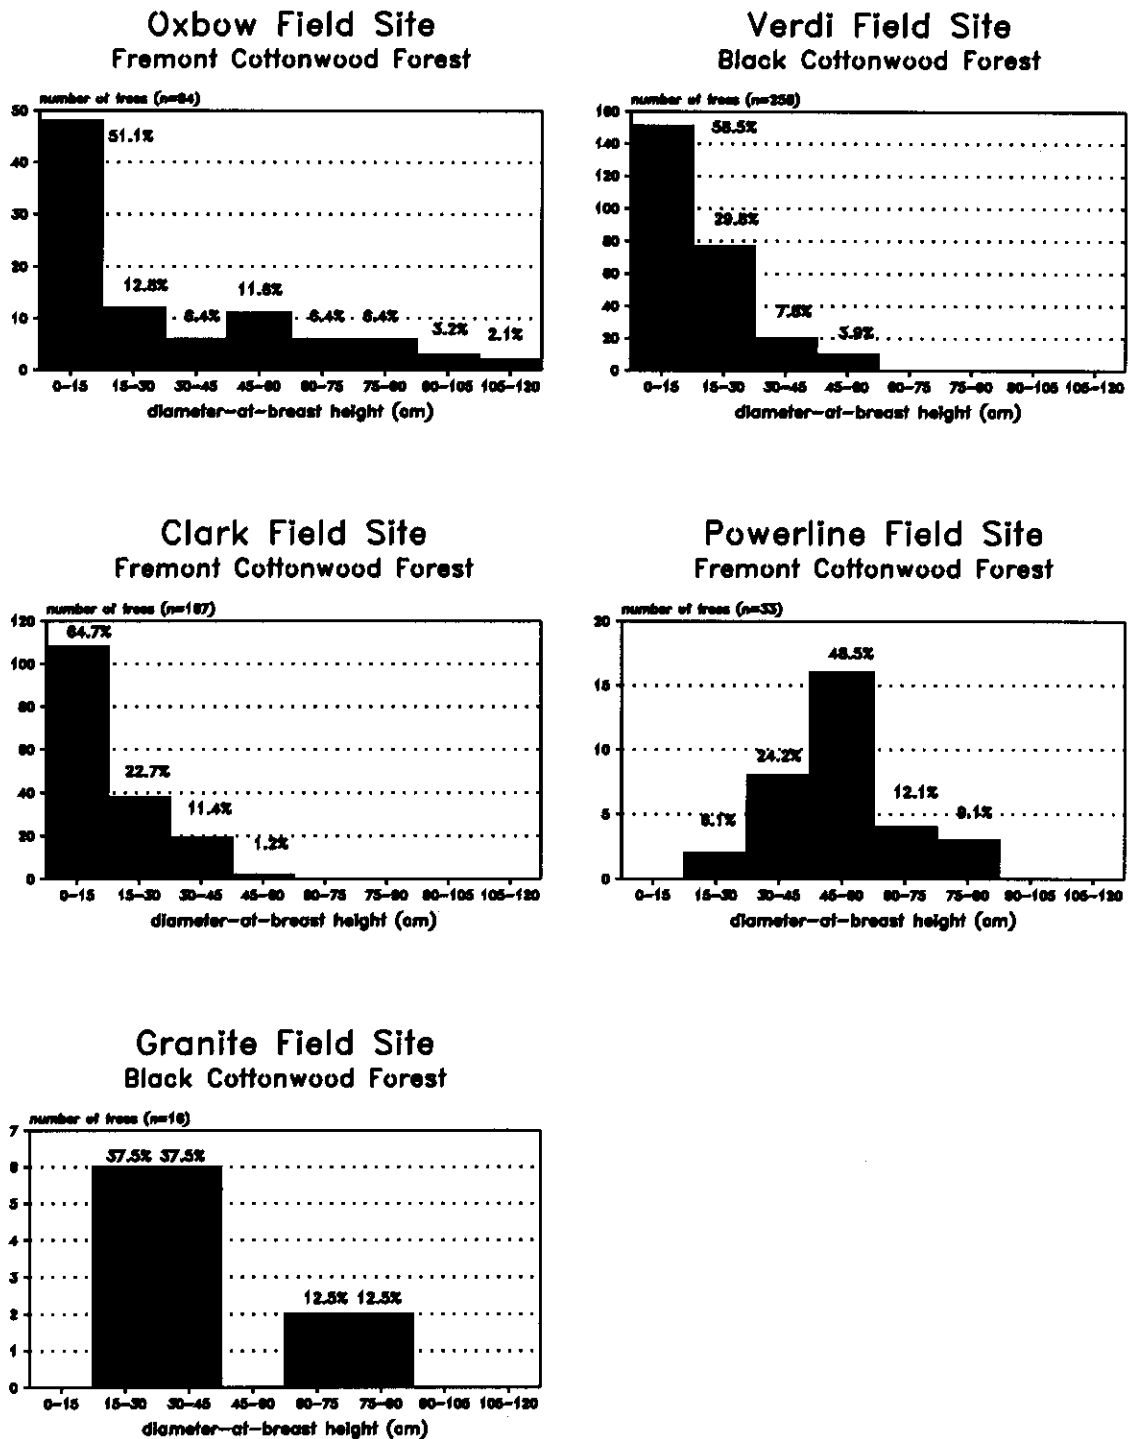 Oxbow Field Site
Fremont Cottonwood Forest
number of trees (n=94)
50
40
30
20
10
0
51.1%
12.8%
6.4%
11.6%
6.4%
6.4%
3.2%
2.1%
0-15 15-30 30-45 45-60 60-75 75-90 90-105 105-120
diameter-at-breast height (cm)
Verdi Field Site
Black Cottonwood Forest
number of trees (n=258)
160
140
120
100
80
60
40
20
0
58.5%
29.8%
7.8%
3.9%
0-15 15-30 30-45 45-60 60-75 75-90 90-105 105-120
diameter-at-breast height (cm)
Clark Field Site
Fremont Cottonwood Forest
number of trees (n=167)
120
100
80
60
40
20
0
64.7%
22.7%
11.4%
1.2%
0-15 15-30 30-45 45-60 60-75 75-90 90-105 105-120
diameter-at-breast height (cm)
Powerline Field Site
Fremont Cottonwood Forest
number of trees (n=33)
20
15
10
5
0
6.1%
24.2%
48.5%
12.1%
9.1%
0-15 15-30 30-45 45-60 60-75 75-90 90-105 105-120
diameter-at-breast height (cm)
Granite Field Site
Black Cottonwood Forest
number of trees (n=16)
7
6
5
4
3
2
1
0
37.5% 37.5%
12.5% 12.5%
0-15 15-30 30-45 45-60 60-75 75-90 90-105 105-120
diameter-at-breast height (cm)